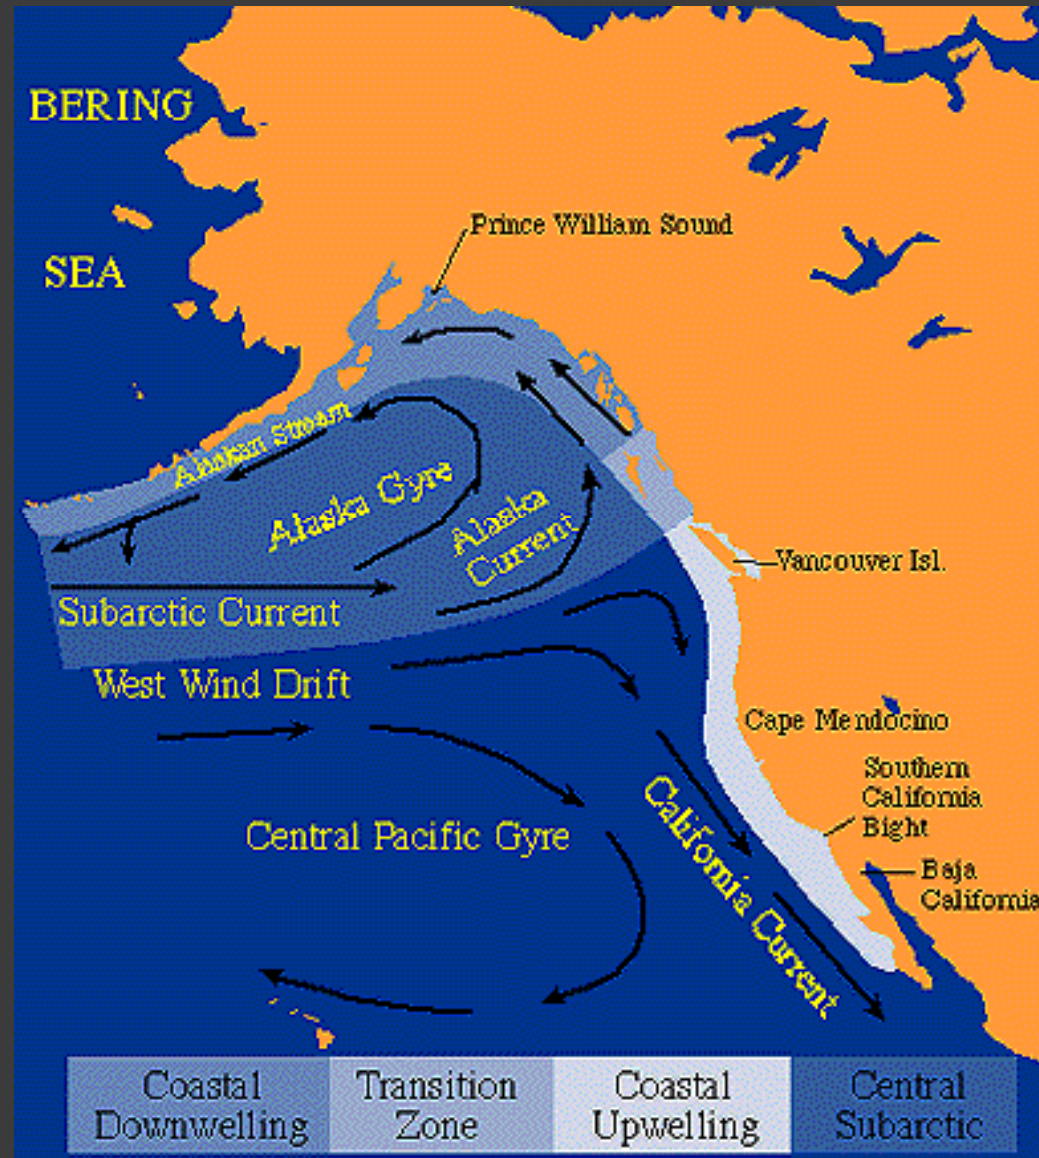 BERING
SEA
Prince William Sound
Alaskan Stream
Alaska Gyre
Alaska
Current
Subarctic Current
Vancouver Isl.
West Wind Drift
Cape Mendocino
Southern
California
Bight
California Current
Central Pacific Gyre
Baja
California
Coastal
Downwelling
Transition
Zone
Coastal
Upwelling
Central
Subarctic